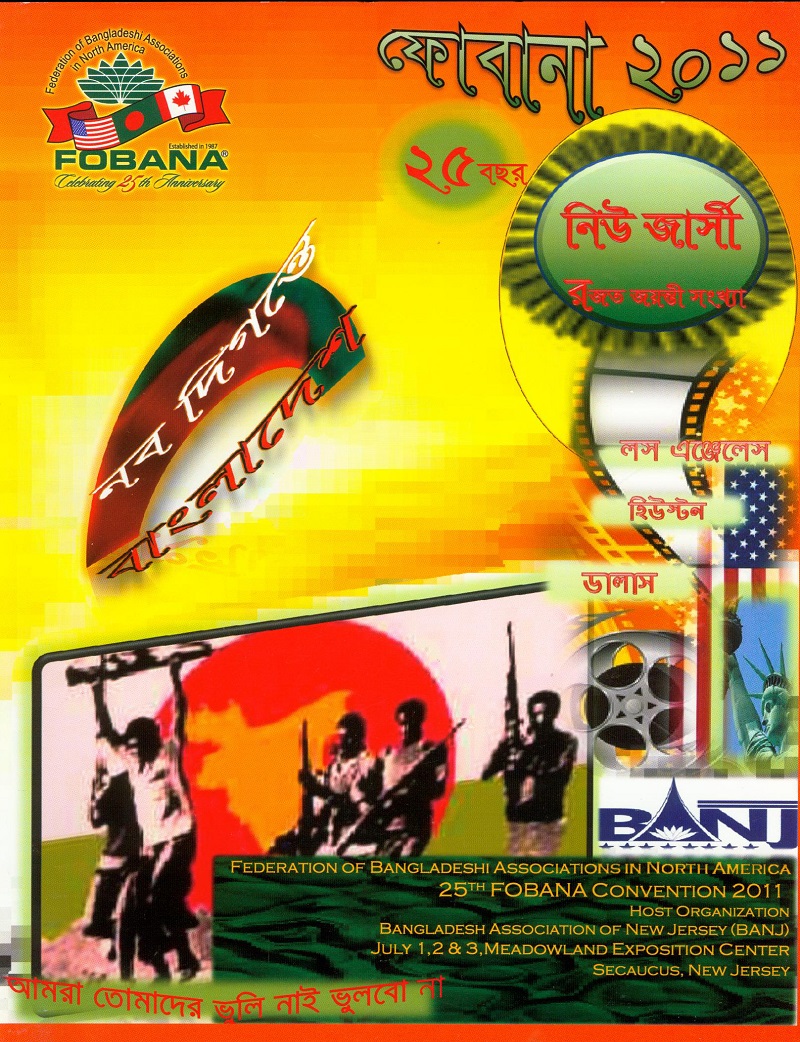 Federation of Bangladeshi Associations
in North America
Established in 1987
FOBANA®
Celebrating 25th Anniversary
ফোবানা ২০১১
২৫ বছর
নিউ জার্সী
রজত জয়ন্তী সংখ্যা
নব দিগন্তে
বাংলাদেশ
লস এঞ্জেলেস
হিউস্টন
ডালাস
BANJ
FEDERATION OF BANGLADESHI ASSOCIATIONS IN NORTH AMERICA
25TH FOBANA CONVENTION 2011
HOST ORGANIZATION
BANGLADESH ASSOCIATION OF NEW JERSEY (BANJ)
JULY 1,2 & 3,MEADOWLAND EXPOSITION CENTER
SECAUCUS, NEW JERSEY
আমরা তোমাদের ভুলি নাই ভুলবো না